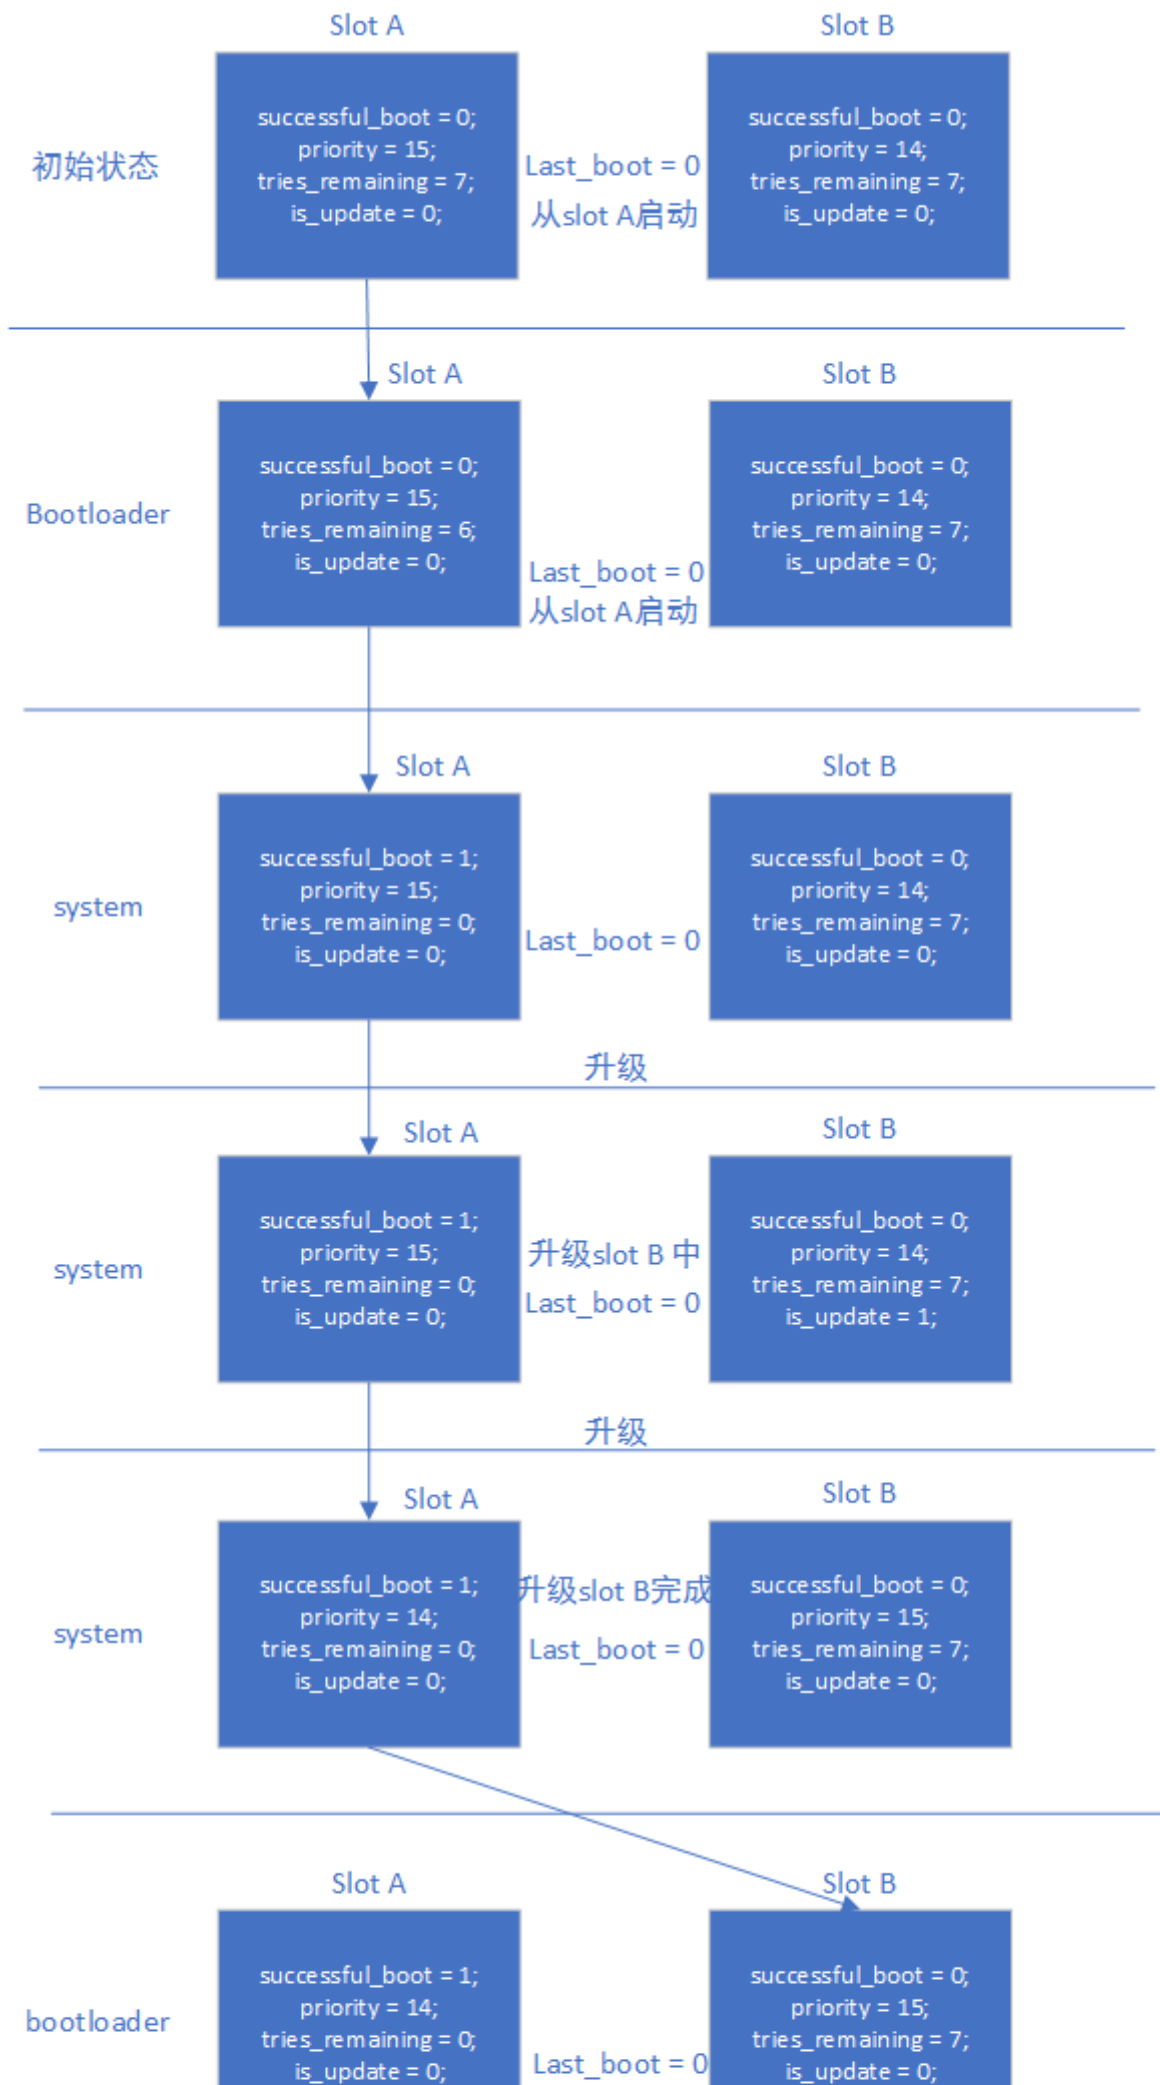 Slot A
Slot B
初始状态
successful_boot = 0;
priority = 15;
tries_remaining = 7;
is_update = 0;
Last_boot = 0
从slot A启动
successful_boot = 0;
priority = 14;
tries_remaining = 7;
is_update = 0;
Slot A
Slot B
Bootloader
successful_boot = 0;
priority = 15;
tries_remaining = 6;
is_update = 0;
Last_boot = 0
从slot A启动
successful_boot = 0;
priority = 14;
tries_remaining = 7;
is_update = 0;
Slot A
Slot B
system
successful_boot = 1;
priority = 15;
tries_remaining = 0;
is_update = 0;
Last_boot = 0
successful_boot = 0;
priority = 14;
tries_remaining = 7;
is_update = 0;
升级
Slot A
Slot B
system
successful_boot = 1;
priority = 15;
tries_remaining = 0;
is_update = 0;
升级slot B 中
Last_boot = 0
successful_boot = 0;
priority = 14;
tries_remaining = 7;
is_update = 1;
升级
Slot A
Slot B
system
successful_boot = 1;
priority = 14;
tries_remaining = 0;
is_update = 0;
升级slot B完成
Last_boot = 0
successful_boot = 0;
priority = 15;
tries_remaining = 7;
is_update = 0;
Slot A
Slot B
bootloader
successful_boot = 1;
priority = 14;
tries_remaining = 0;
is_update = 0;
Last_boot = 0
successful_boot = 0;
priority = 15;
tries_remaining = 7;
is_update = 0;